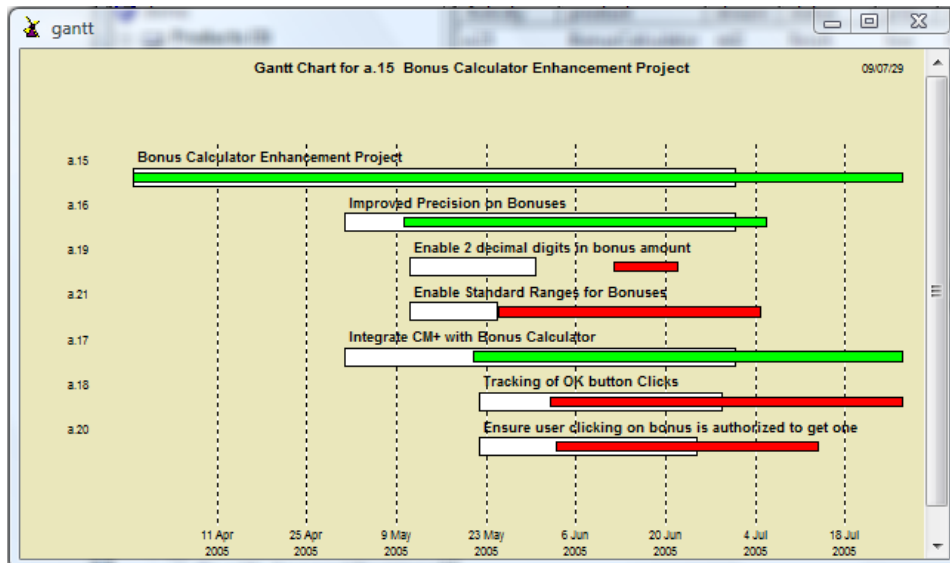 gantt
Gantt Chart for a.15 Bonus Calculator Enhancement Project
09/07/29
a.15 Bonus Calculator Enhancement Project
a.16 Improved Precision on Bonuses
a.19 Enable 2 decimal digits in bonus amount
a.21 Enable Standard Ranges for Bonuses
a.17 Integrate CM+ with Bonus Calculator
a.18 Tracking of OK button Clicks
a.20 Ensure user clicking on bonus is authorized to get one
11 Apr 25 Apr 9 May 23 May 6 Jun 20 Jun 4 Jul 18 Jul
2005 2005 2005 2005 2005 2005 2005 2005